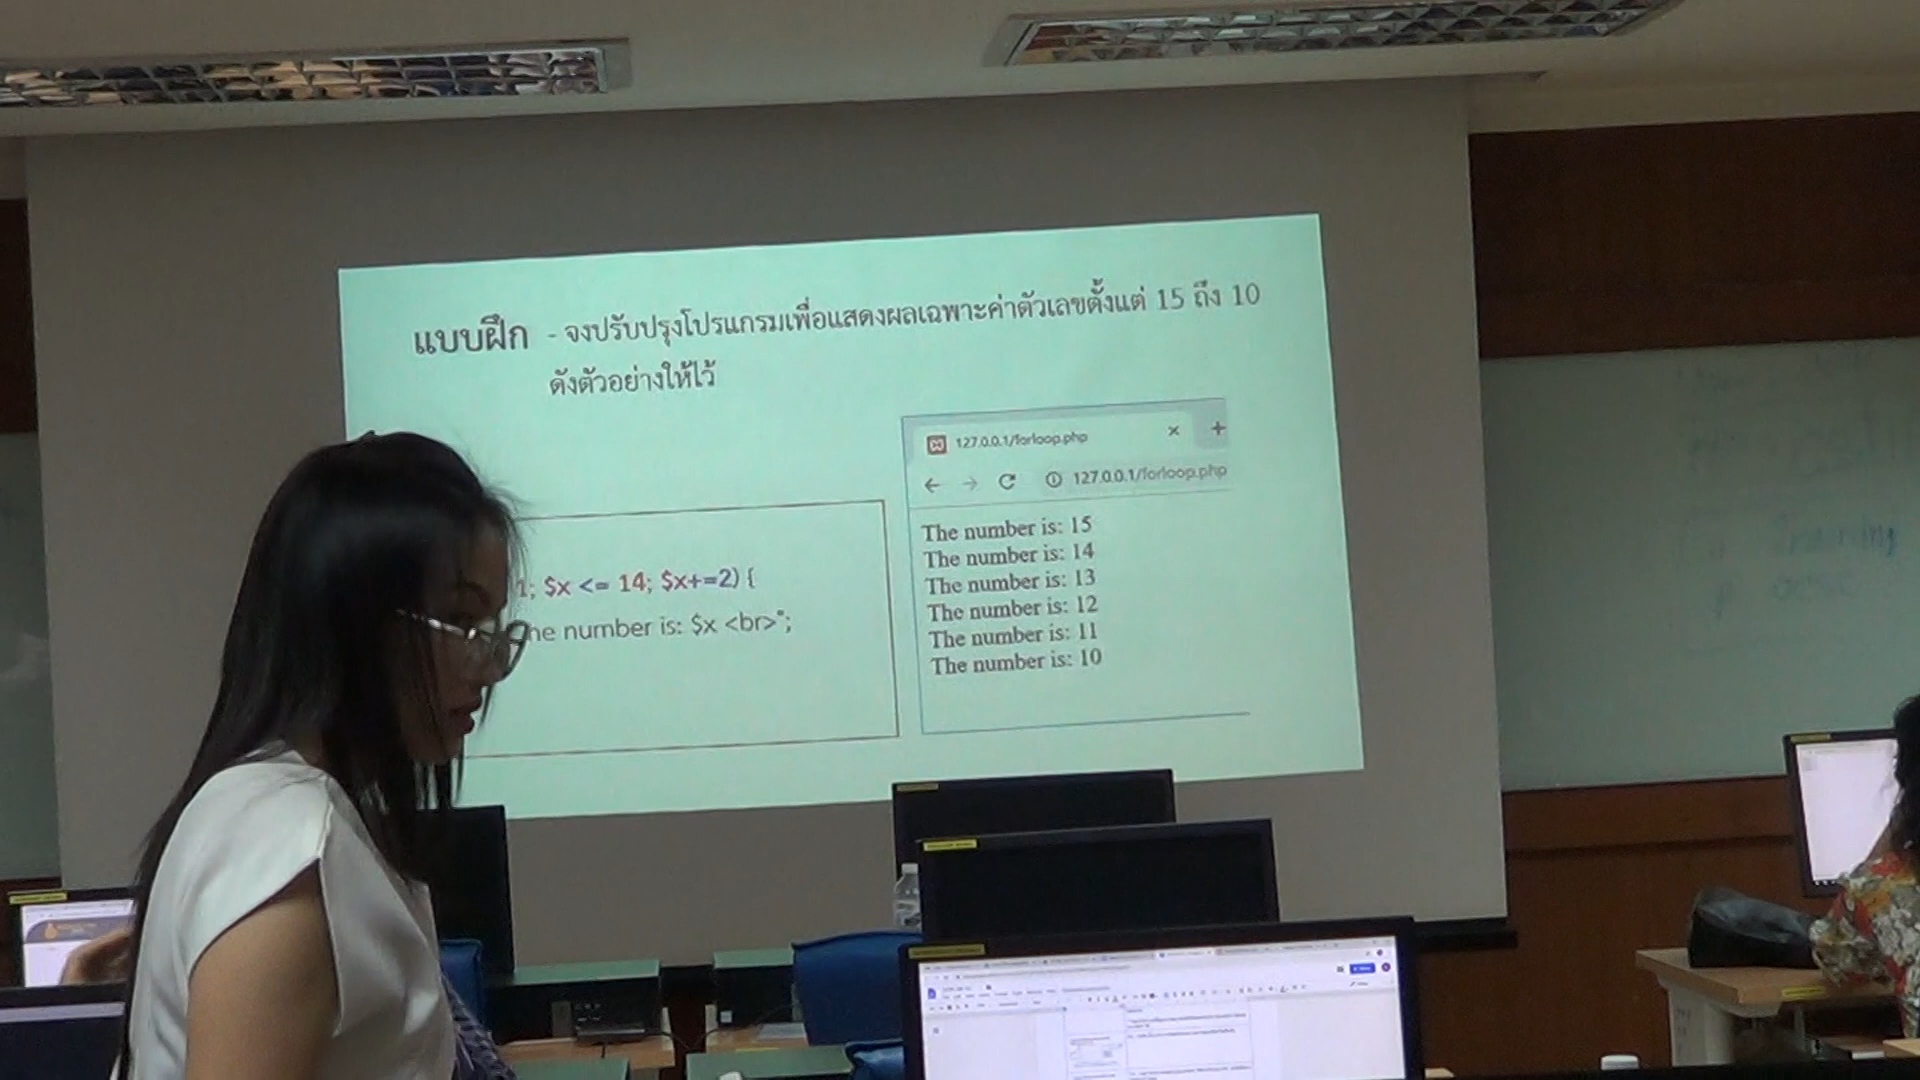 แบบฝึก - จงปรับปรุงโปรแกรมเพื่อแสดงผลเฉพาะค่าตัวเลขตั้งแต่ 15 ถึง 10
ดังตัวอย่างให้ไว้
1; $x <= 14; $x+=2) {
he number is: $x <br>";
127.0.0.1/forloop.php
127.0.0.1/forloop.php
The number is: 15
The number is: 14
The number is: 13
The number is: 12
The number is: 11
The number is: 10